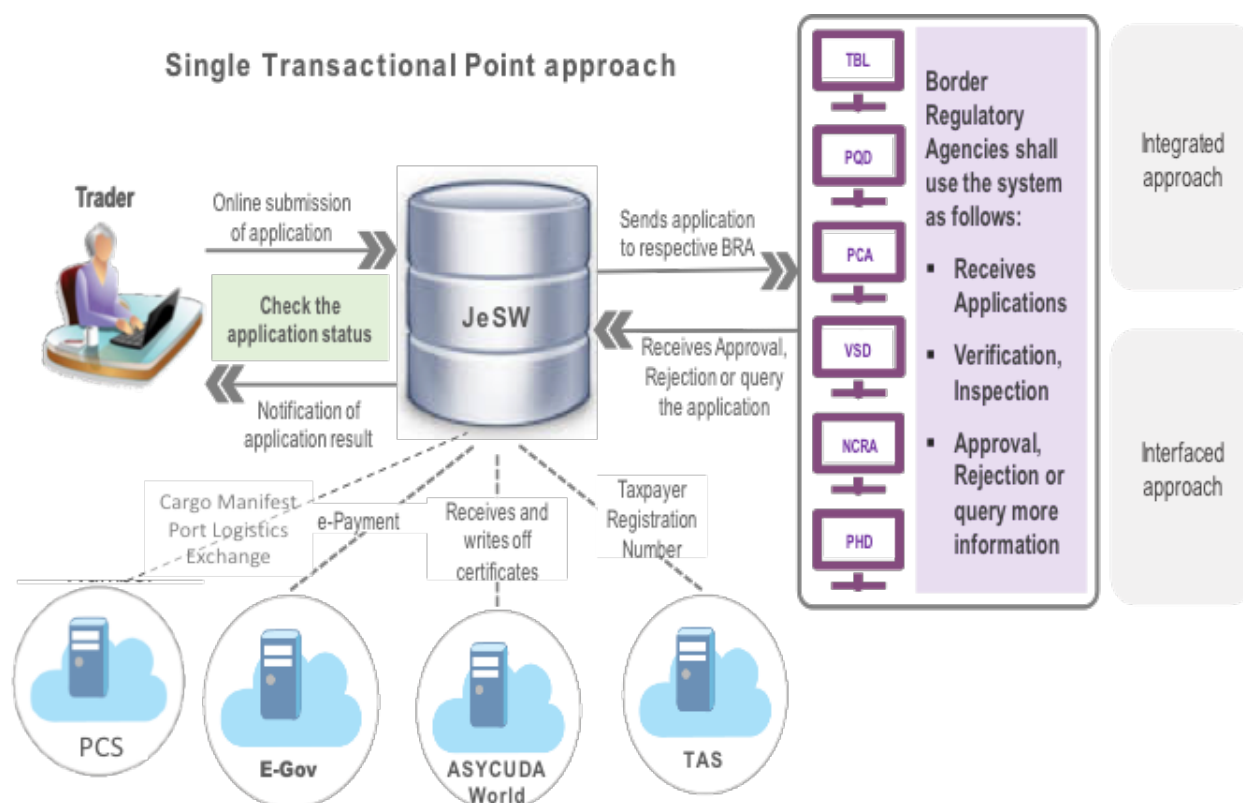 Single Transactional Point approach
Trader
Online submission
of application
Check the
application status
Notification of
application result
JeSW
Sends application
to respective BRA
Receives Approval,
Rejection or query
the application
TBL
PQD
PCA
VSD
NCRA
PHD
Border
Regulatory
Agencies shall
use the system
as follows:
▪ Receives
Applications
▪ Verification,
Inspection
▪ Approval,
Rejection or
query more
information
Integrated
approach
Interfaced
approach
Cargo Manifest
Port Logistics
Exchange
e-Payment
Receives and
writes off
certificates
Taxpayer
Registration
Number
PCS
E-Gov
ASYCUDA
World
TAS